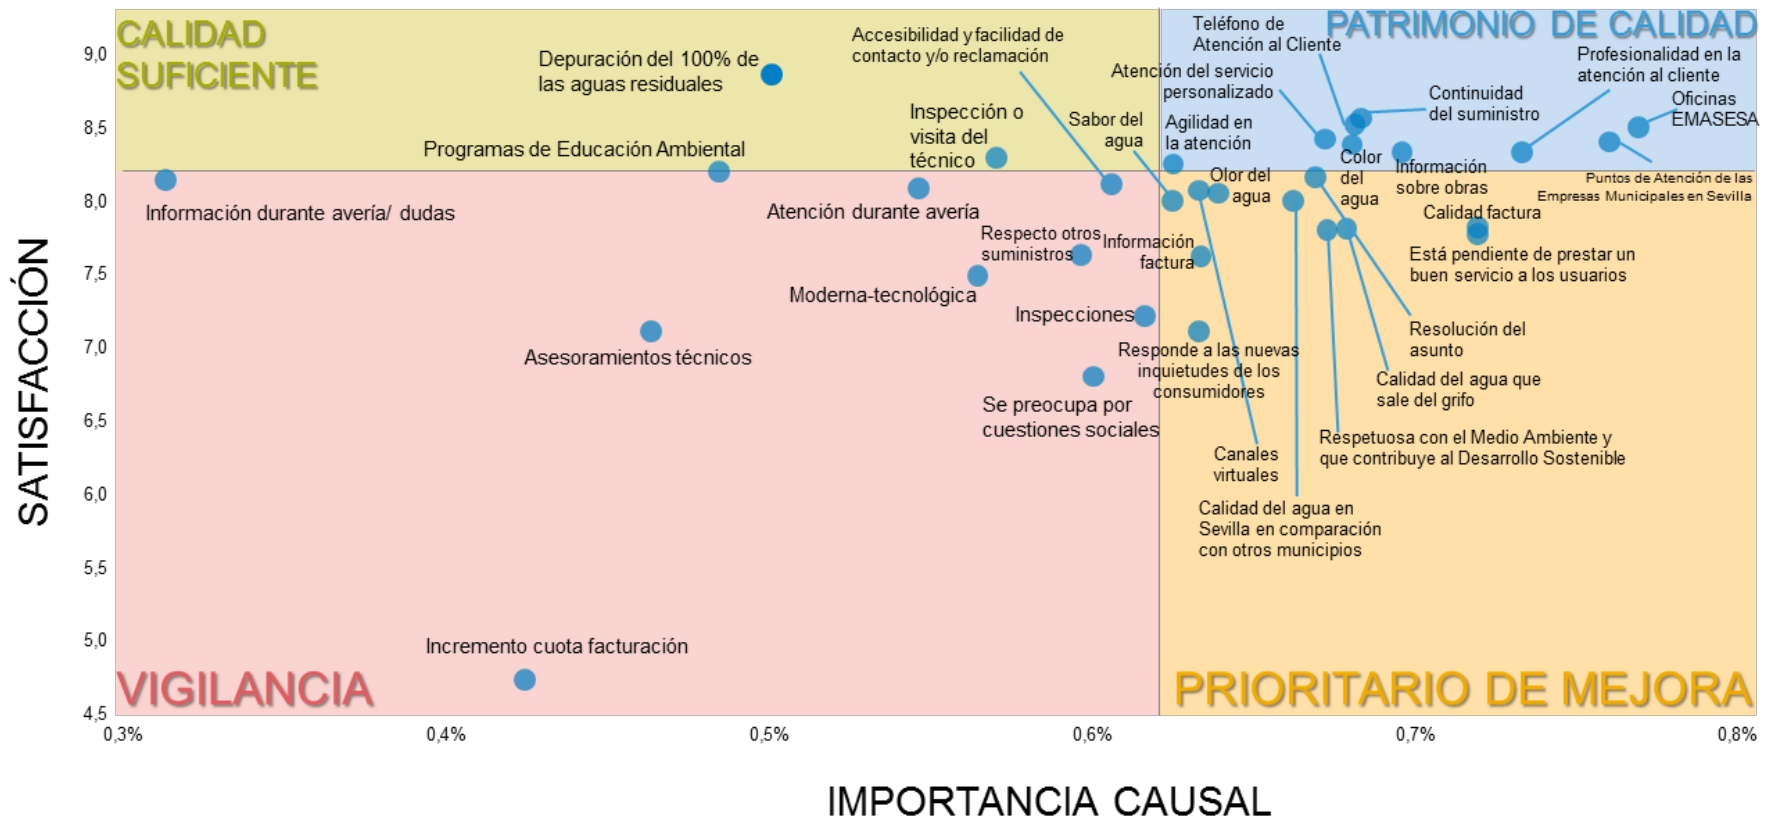 CALIDAD
SUFICIENTE
PATRIMONIO DE CALIDAD
Depuración del 100% de
las aguas residuales
Accesibilidad y facilidad de
contacto y/o reclamación
Teléfono de
Atención al Cliente
Atención del servicio
personalizado
Profesionalidad en la
atención al cliente
Continuidad
del suministro
Oficinas
EMASESA
Inspección o
visita del
técnico
Sabor del
agua
Agilidad en
la atención
Programas de Educación Ambiental
Color
del
agua
Información
sobre obras
Puntos de Atención de las
Empresas Municipales en Sevilla
Olor del
agua
Información durante avería/ dudas
Atención durante avería
Calidad factura
Respecto otros
suministros
Información
factura
Está pendiente de prestar un
buen servicio a los usuarios
Moderna-tecnológica
Inspecciones
Resolución del
asunto
Asesoramientos técnicos
Responde a las nuevas
inquietudes de los
consumidores
Calidad del agua que
sale del grifo
Se preocupa por
cuestiones sociales
Respetuosa con el Medio Ambiente y
que contribuye al Desarrollo Sostenible
Canales
virtuales
Calidad del agua en
Sevilla en comparación
con otros municipios
Incremento cuota facturación
VIGILANCIA
PRIORITARIO DE MEJORA
SATISFACCIÓN
9,0
8,5
8,0
7,5
7,0
6,5
6,0
5,5
5,0
4,5
0,3%
0,4%
0,5%
0,6%
0,7%
0,8%
IMPORTANCIA CAUSAL